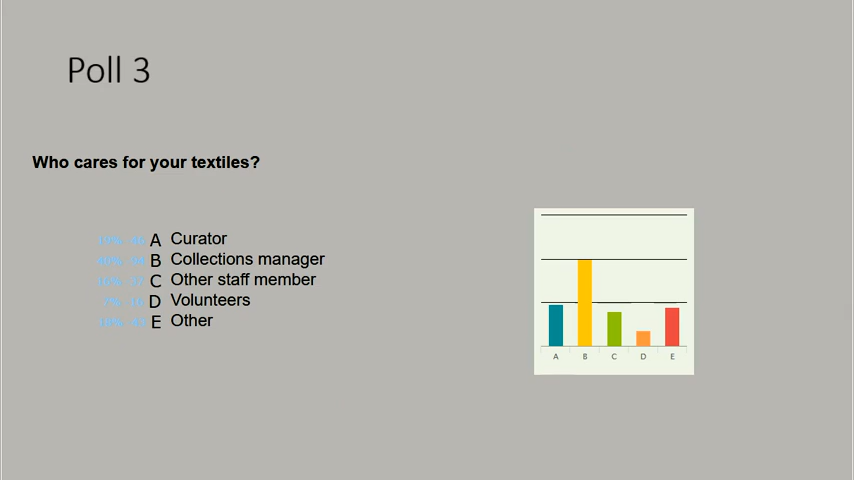 Poll 3
Who cares for your textiles?
A Curator
B Collections manager
C Other staff member
D Volunteers
E Other
A B C D E